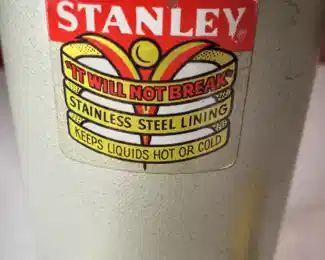 STANLEY
"IT WILL NOT BREAK"
STAINLESS STEEL LINING
KEEPS LIQUIDS HOT OR COLD